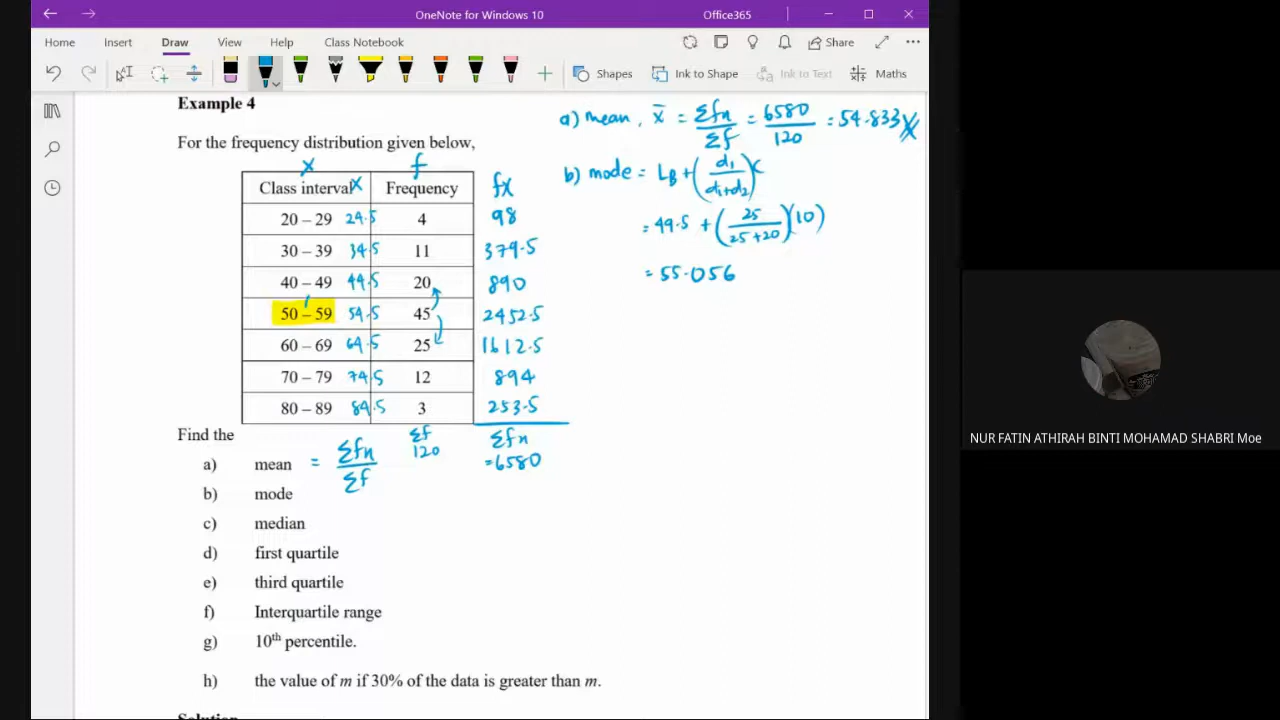 OneNote for Windows 10
Office365
Home Insert Draw View Help Class Notebook Share
Shapes Ink to Shape Ink to Text Maths
Example 4
For the frequency distribution given below,
x f
Class interval x Frequency fx
20 – 29 24.5 4 98
30 – 39 34.5 11 379.5
40 – 49 44.5 20 890
50 – 59 54.5 45 2452.5
60 – 69 64.5 25 1612.5
70 – 79 74.5 12 894
80 – 89 84.5 3 253.5
Σf 120
Σfx = 6580
Find the
a) mean = Σfx / Σf
b) mode
c) median
d) first quartile
e) third quartile
f) Interquartile range
g) 10th percentile.
h) the value of m if 30% of the data is greater than m.
Solution
a) mean, x̄ = Σfx / Σf = 6580 / 120 = 54.833
b) mode = LB + (d1 / d1+d2) c
= 49.5 + (25 / 25+20)(10)
= 55.056
NUR FATIN ATHIRAH BINTI MOHAMAD SHABRI Moe